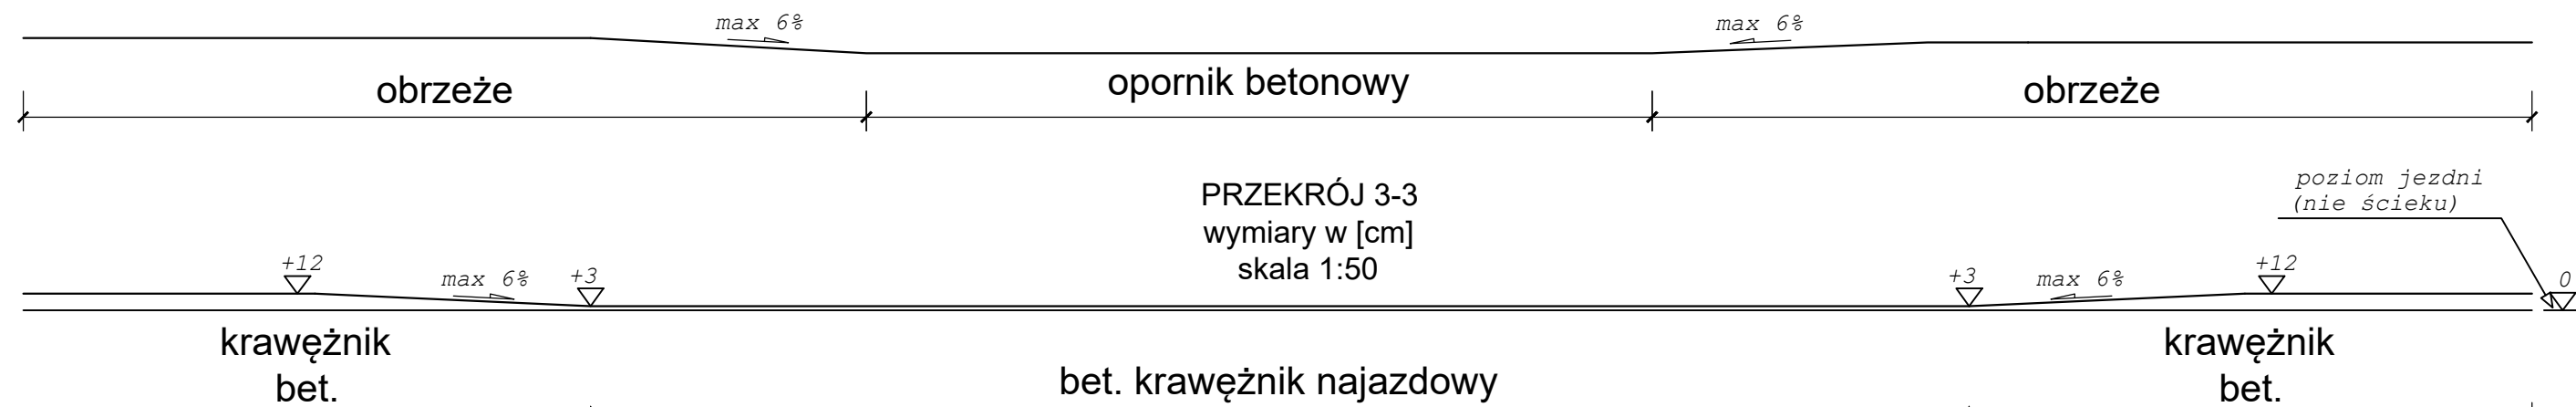 max 6%
max 6%
obrzeże
opornik betonowy
obrzeże
PRZEKRÓJ 3-3
wymiary w [cm]
skala 1:50
poziom jezdni
(nie ścieku)
+12
max 6%
+3
+3
max 6%
+12
0
krawężnik
bet.
bet. krawężnik najazdowy
krawężnik
bet.